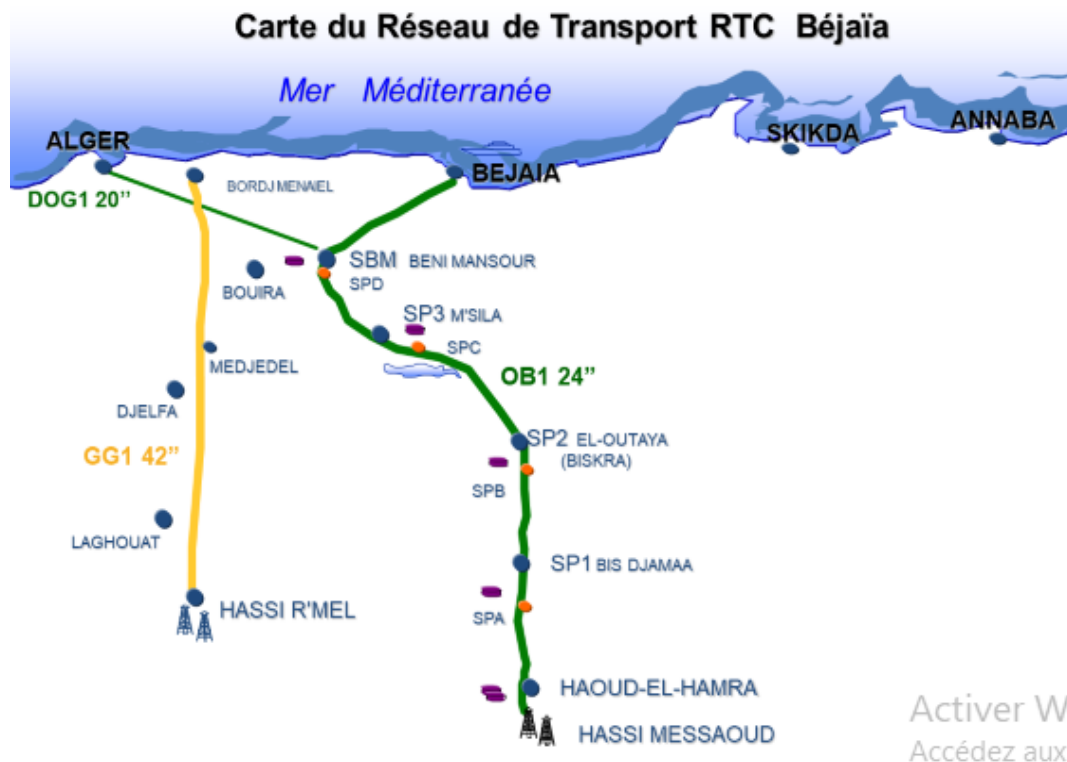 Carte du Réseau de Transport RTC Béjaïa
Mer Méditerranée
ALGER
SKIKDA
ANNABA
BEJAIA
BORDJ MENAIEL
DOG1 20’’
SBM BENI MANSOUR
SPD
BOUIRA
SP3 M'SILA
SPC
MEDJEDEL
OB1 24’’
DJELFA
SP2 EL-OUTAYA
(BISKRA)
GG1 42’’
SPB
LAGHOUAT
SP1 BIS DJAMAA
HASSI R'MEL
SPA
HAOUD-EL-HAMRA
HASSI MESSAOUD
Activer W
Accédez aux